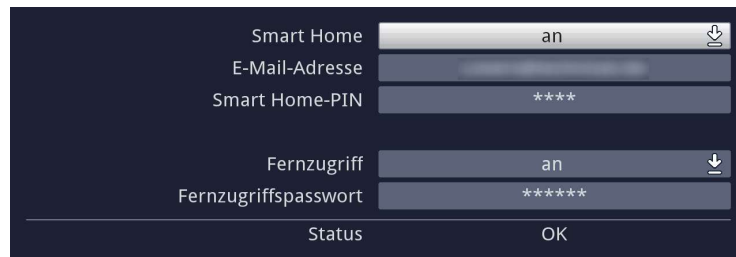 Smart Home an
E-Mail-Adresse
Smart Home-PIN ****
Fernzugriff an
Fernzugriffspasswort ******
Status OK